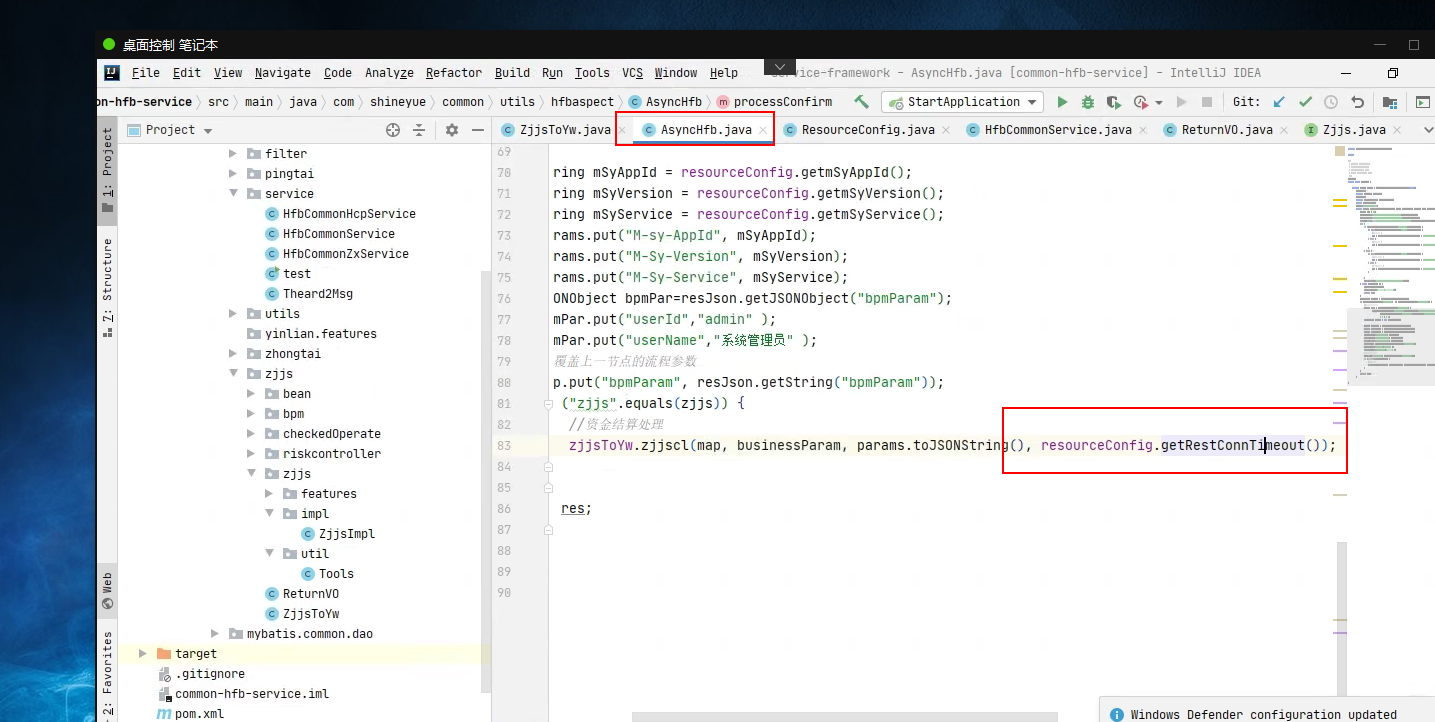 桌面控制 笔记本
File Edit View Navigate Code Analyze Refactor Build Run Tools VCS Window Help
service-framework - AsyncHfb.java [common-hfb-service] - IntelliJ IDEA
on-hfb-service src main java com shineyue common utils hfbaspect AsyncHfb processConfirm
StartApplication
Git:
1: Project
Z: Structure
Web
2: Favorites
Project
filter
pingtai
service
HfbCommonHcpService
HfbCommonService
HfbCommonZxService
test
Theard2Msg
utils
yinlian.features
zhongtai
zjjs
bean
bpm
checkedOperate
riskcontroller
zjjs
features
impl
ZjjsImpl
util
Tools
ReturnVO
ZjjsToYw
mybatis.common.dao
target
.gitignore
common-hfb-service.iml
pom.xml
ZjjsToYw.java AsyncHfb.java ResourceConfig.java HfbCommonService.java ReturnVO.java Zjjs.java
69
70 ring mSyAppId = resourceConfig.getmSyAppId();
71 ring mSyVersion = resourceConfig.getmSyVersion();
72 ring mSyService = resourceConfig.getmSyService();
73 rams.put("M-sy-AppId", mSyAppId);
74 rams.put("M-Sy-Version", mSyVersion);
75 rams.put("M-Sy-Service", mSyService);
76 ONObject bpmPar=resJson.getJSONObject("bpmParam");
77 mPar.put("userId","admin" );
78 mPar.put("userName","系统管理员" );
79 覆盖上一节点的流程参数
80 p.put("bpmParam", resJson.getString("bpmParam"));
81 ("zjjs".equals(zjjs)) {
82 //资金结算处理
83 zjjsToYw.zjjscl(map, businessParam, params.toJSONString(), resourceConfig.getRestConnTimeout());
84
85
86 res;
87
88
89
90
Windows Defender configuration updated